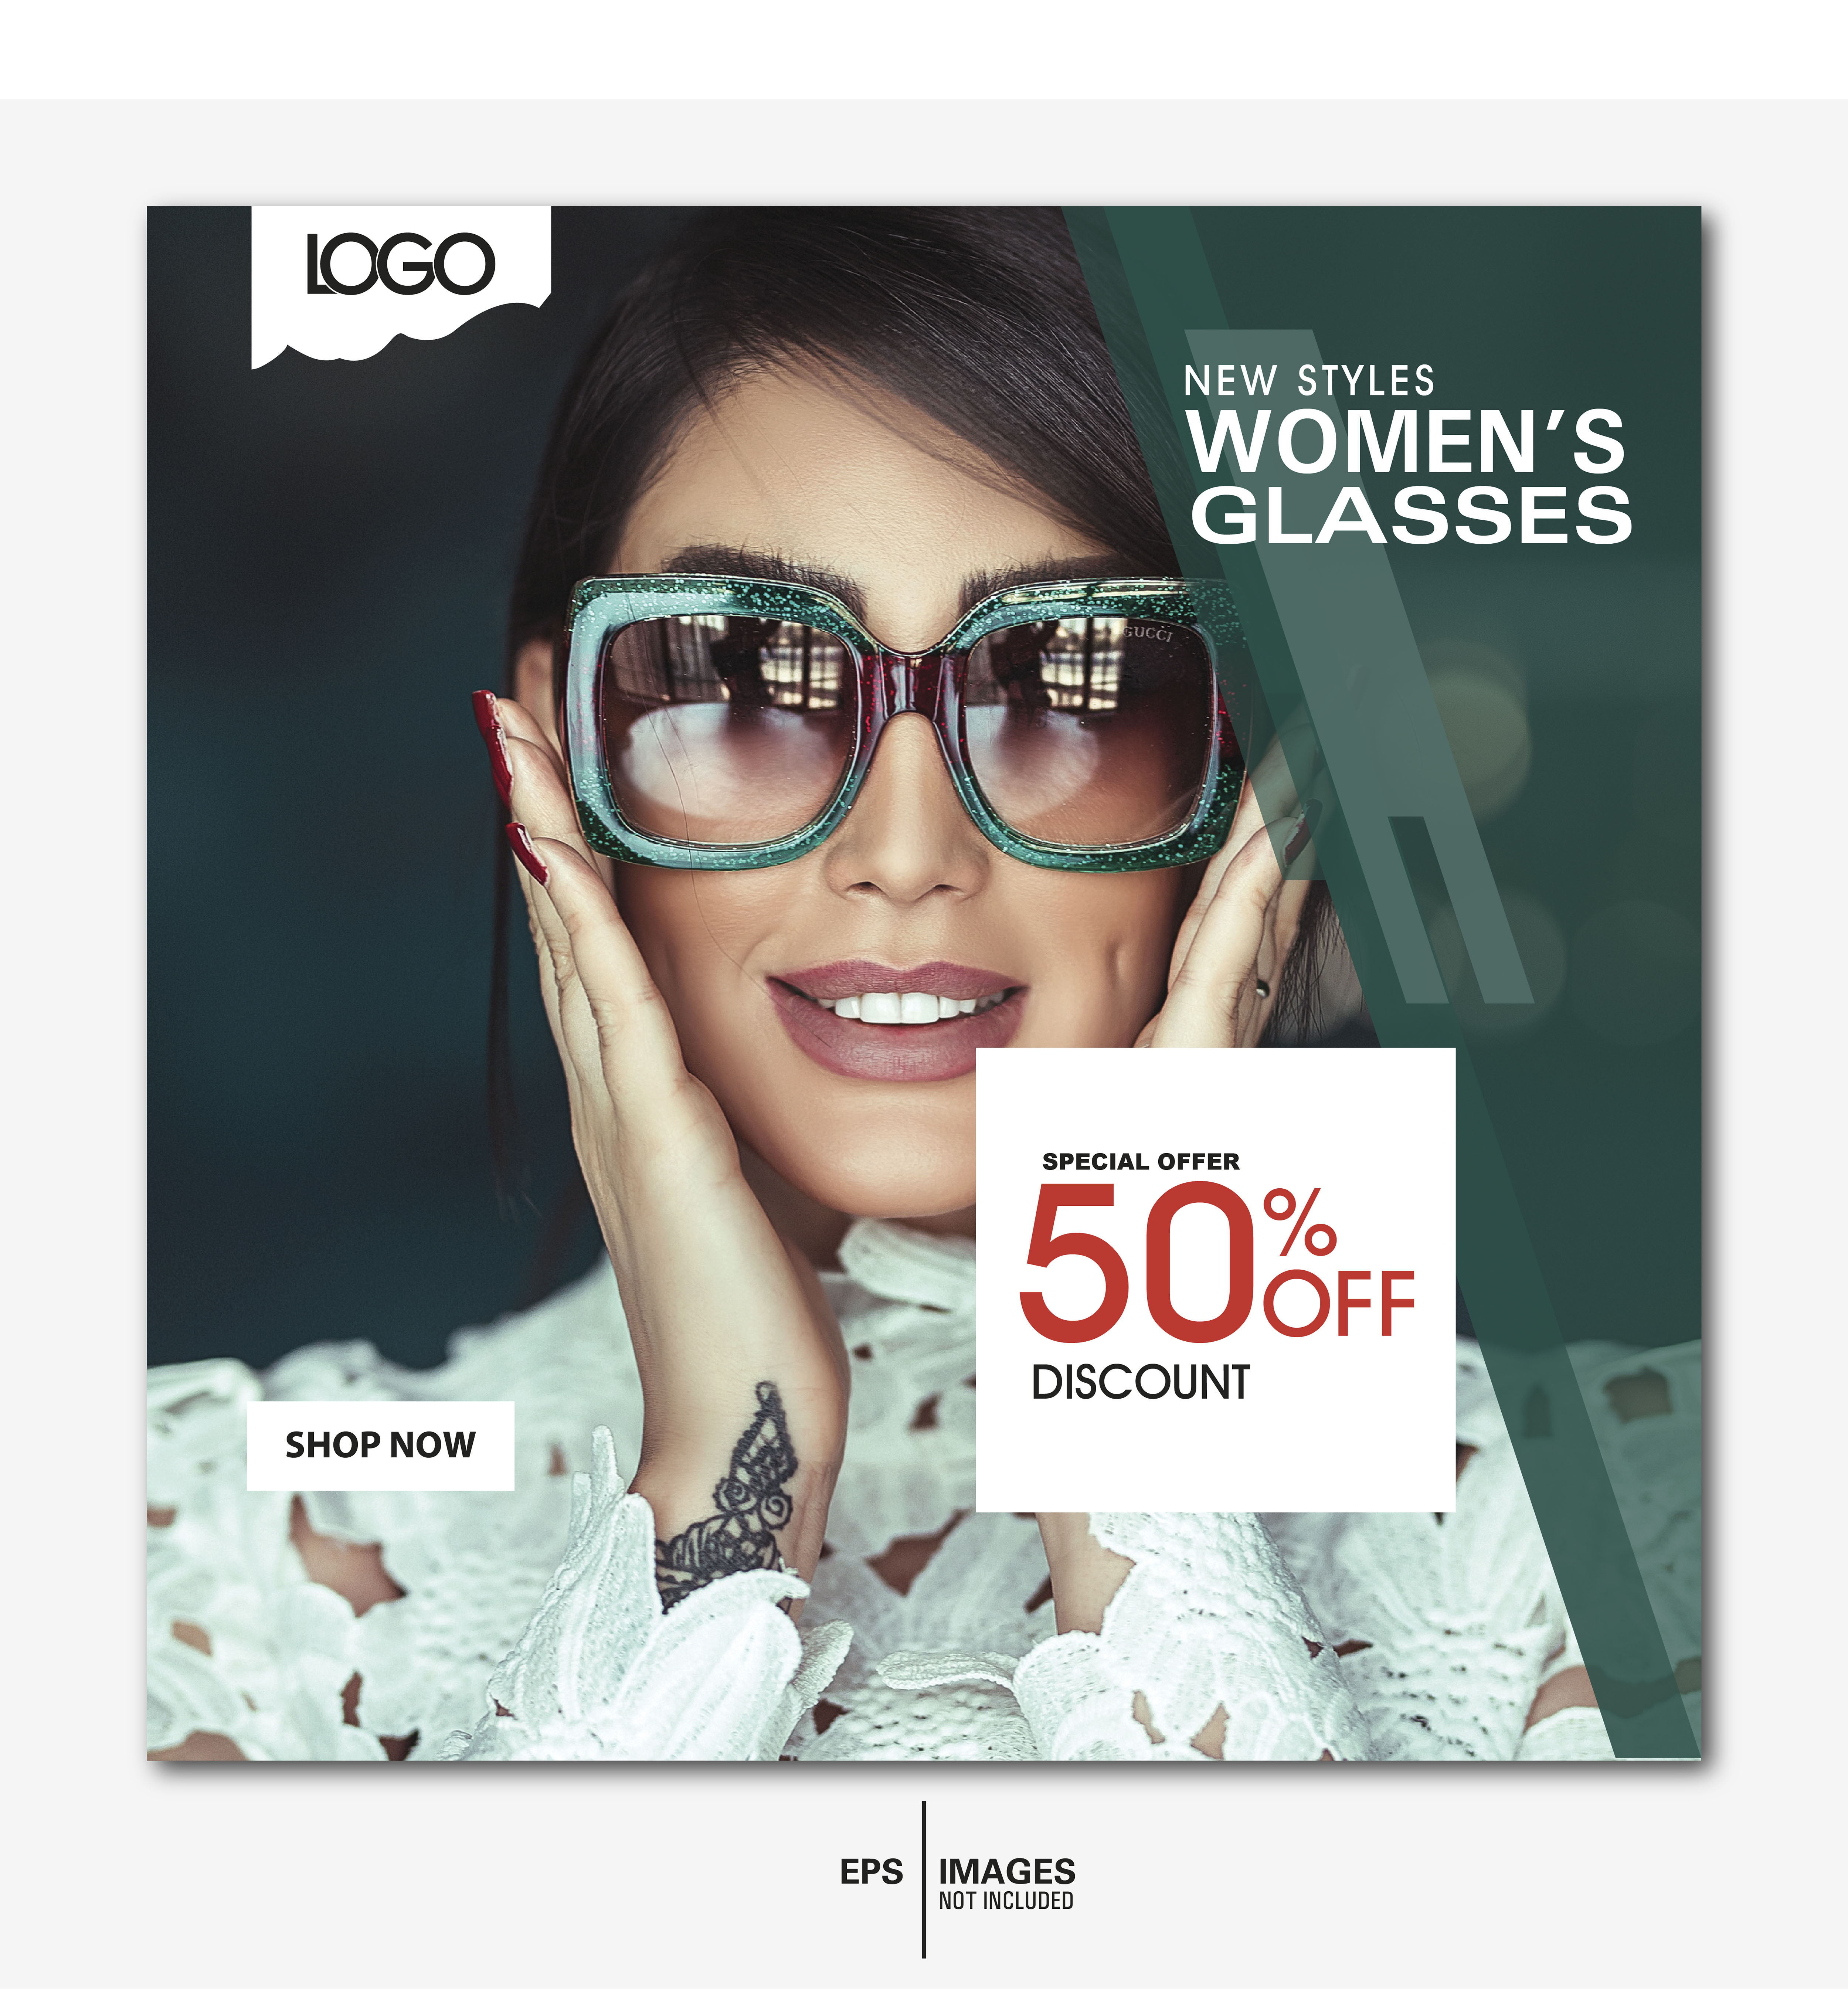 LOGO
NEW STYLES
WOMEN'S
GLASSES
GUCCI
SPECIAL OFFER
50% OFF
DISCOUNT
SHOP NOW
EPS
IMAGES
NOT INCLUDED